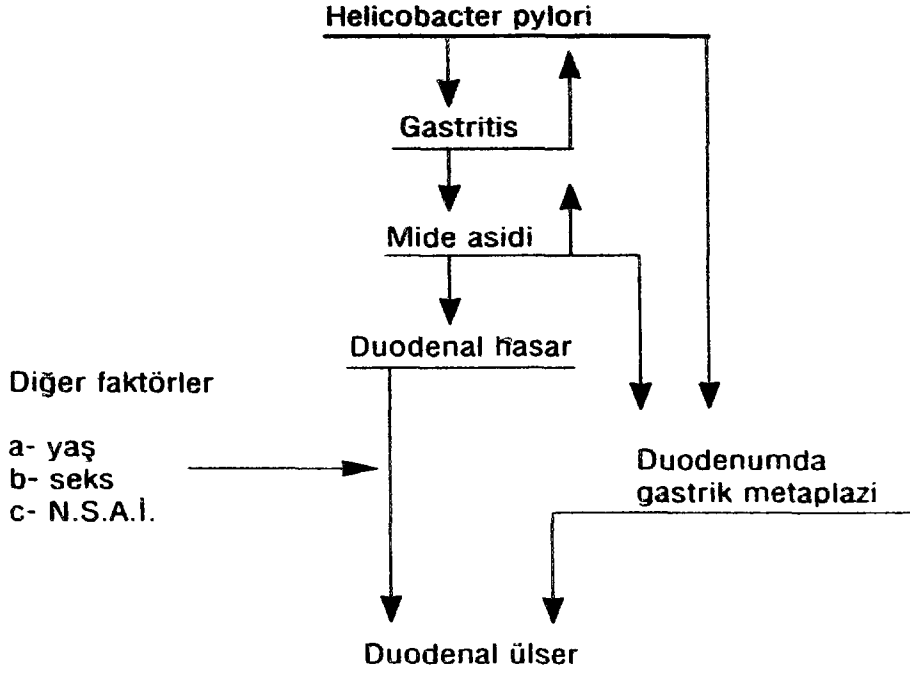 Helicobacter pylori
Gastritis
Mide asidi
Duodenal hasar
Diğer faktörler
a- yaş
b- seks
c- N.S.A.İ.
Duodenumda
gastrik metaplazi
Duodenal ülser